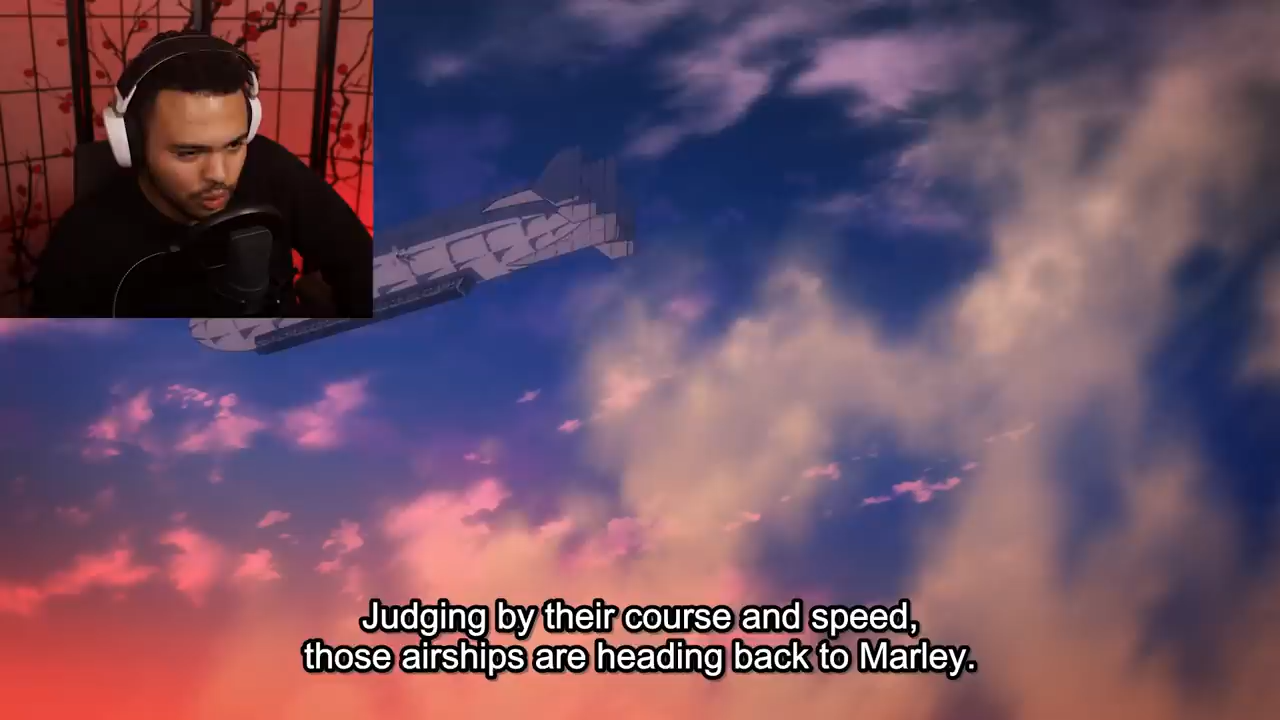 Judging by their course and speed,
those airships are heading back to Marley.